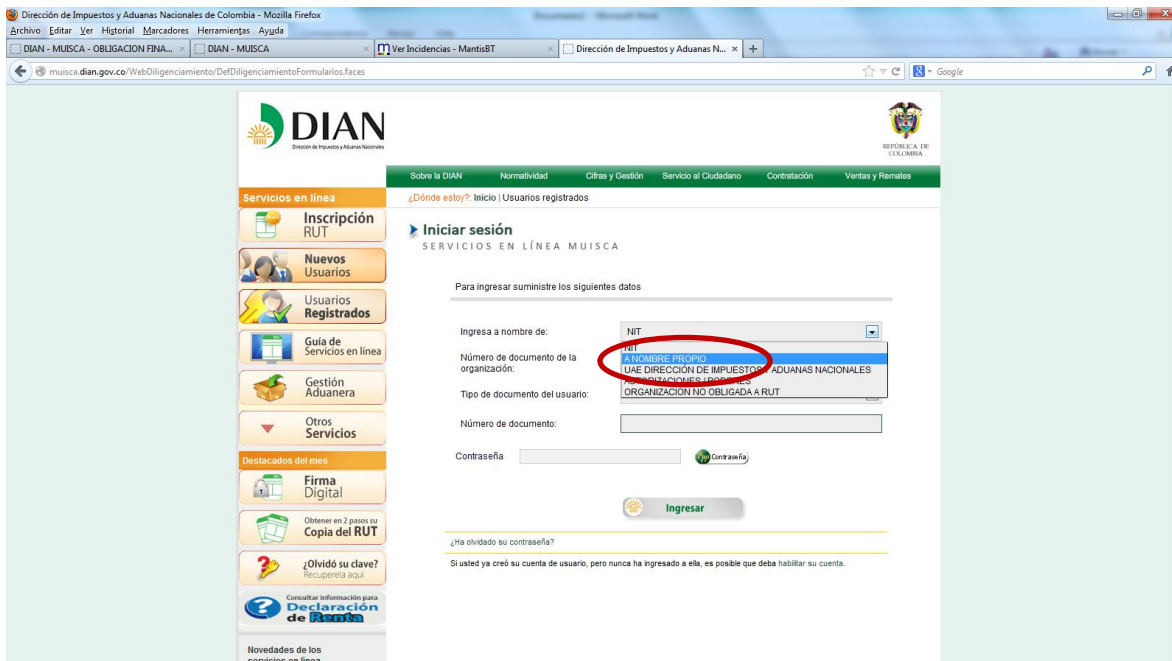 Dirección de Impuestos y Aduanas Nacionales de Colombia - Mozilla Firefox
Archivo Editar Ver Historial Marcadores Herramientas Ayuda
DIAN - MUISCA - OBLIGACION FINA...
DIAN - MUISCA
Ver Incidencias - MantisBT
Dirección de Impuestos y Aduanas N...
muisca.dian.gov.co/WebDiligenciamiento/DefDiligenciamientoFormularios.faces
Google
DIAN
Dirección de Impuestos y Aduanas Nacionales
REPÚBLICA DE
COLOMBIA
Sobre la DIAN Normatividad Cifras y Gestión Servicio al Ciudadano Contratación Ventas y Remates
Servicios en línea
¿Dónde estoy?: Inicio | Usuarios registrados
Inscripción
RUT
Nuevos
Usuarios
Usuarios
Registrados
Guía de
Servicios en línea
Gestión
Aduanera
Otros
Servicios
Destacados del mes
Firma
Digital
Obtener en 2 pasos su
Copia del RUT
¿Olvidó su clave?
Recuperela aquí
Consultar información para
Declaración
de Renta
Novedades de los
servicios en línea
Iniciar sesión
SERVICIOS EN LÍNEA MUISCA
Para ingresar suministre los siguientes datos
Ingresa a nombre de:
NIT
NIT
A NOMBRE PROPIO
UAE DIRECCIÓN DE IMPUESTOS Y ADUANAS NACIONALES
AUTORIZACIONES / PODERES
ORGANIZACIÓN NO OBLIGADA A RUT
Número de documento de la
organización:
Tipo de documento del usuario:
Número de documento:
Contraseña
Contraseña
Ingresar
¿Ha olvidado su contraseña?
Si usted ya creó su cuenta de usuario, pero nunca ha ingresado a ella, es posible que deba habilitar su cuenta.